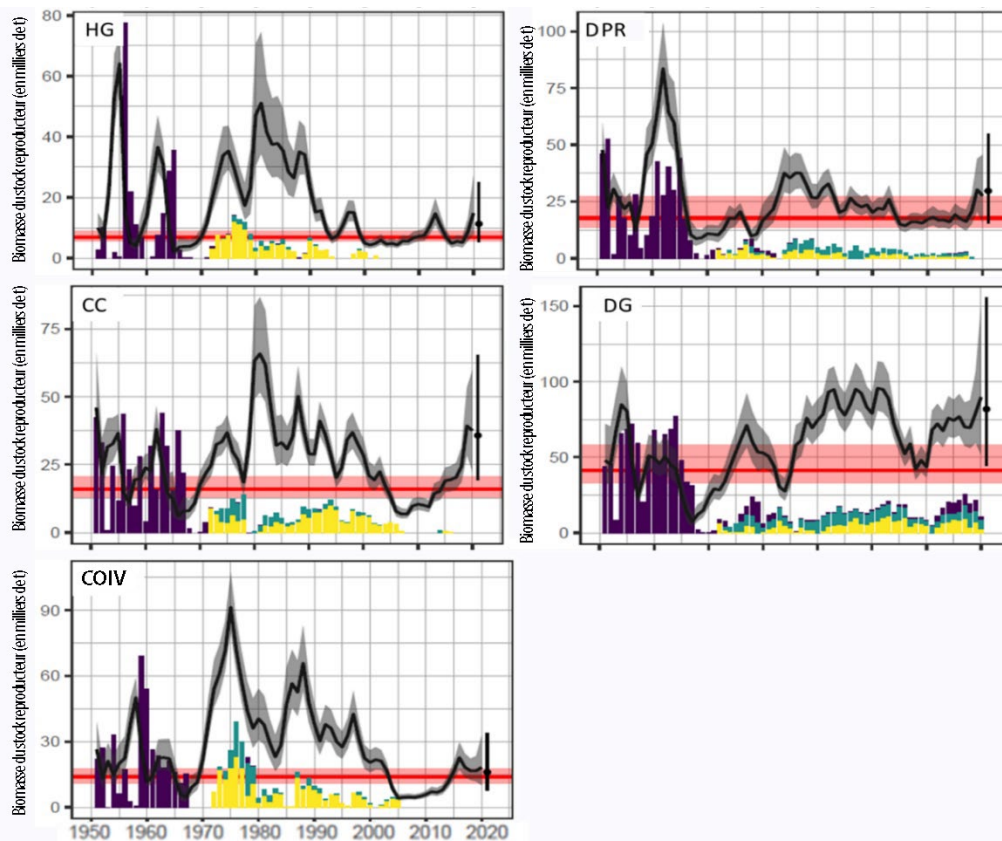 Biomasse du stock reproducteur (en milliers de t)
HG
80
60
40
20
0
Biomasse du stock reproducteur (en milliers de t)
DPR
100
75
50
25
0
Biomasse du stock reproducteur (en milliers de t)
CC
75
50
25
0
Biomasse du stock reproducteur (en milliers de t)
DG
150
100
50
0
Biomasse du stock reproducteur (en milliers de t)
COIV
90
60
30
0
1950 1960 1970 1980 1990 2000 2010 2020